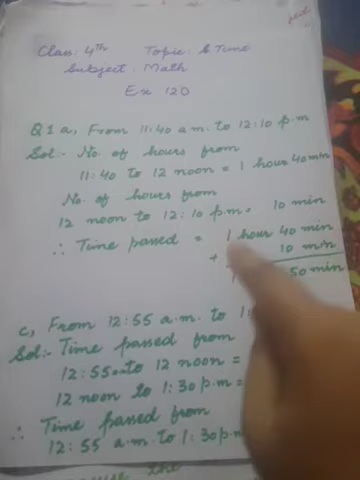 Class: 4th Topic: 6 Time
Subject: Math
Ex 120
Q1 a, From 11:40 a.m. to 12:10 p.m
Sol:- No. of hours from
11:40 to 12 noon = 1 hour 40 min
No. of hours from
12 noon to 12:10 p.m = 10 min
∴ Time passed = 1 hour 40 min
+ 10 min
50 min
c, From 12:55 a.m. to 1:
Sol:- Time passed from
12:55 to 12 noon =
12 noon to 1:30 p.m =
∴ Time passed from
12:55 a.m. to 1:30 p.m
the